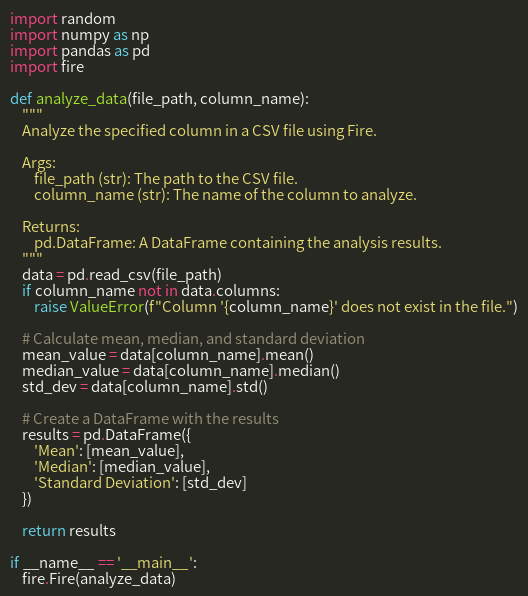 import random
import numpy as np
import pandas as pd
import fire

def analyze_data(file_path, column_name):
    """
    Analyze the specified column in a CSV file using Fire.

    Args:
        file_path (str): The path to the CSV file.
        column_name (str): The name of the column to analyze.

    Returns:
        pd.DataFrame: A DataFrame containing the analysis results.
    """
    data = pd.read_csv(file_path)
    if column_name not in data.columns:
        raise ValueError(f"Column '{column_name}' does not exist in the file.")

    # Calculate mean, median, and standard deviation
    mean_value = data[column_name].mean()
    median_value = data[column_name].median()
    std_dev = data[column_name].std()

    # Create a DataFrame with the results
    results = pd.DataFrame({
        'Mean': [mean_value],
        'Median': [median_value],
        'Standard Deviation': [std_dev]
    })

    return results

if __name__ == '__main__':
    fire.Fire(analyze_data)